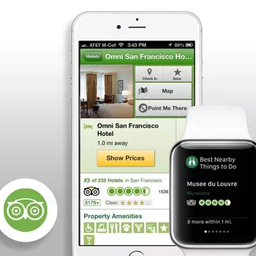 AT&T M-Cell
3:43 PM
Hotels
Omni San Francisco Ho...
Check In
Save
Map
Point Me There
Omni San Francisco
Hotel
1.0 mi away
Show Prices
#3 of 235 Hotels in San Francisco
1536
$179+
Class:
Property Amenities
Best Nearby
Things to Do
Musee du Louvre
8 more within 1 mi.